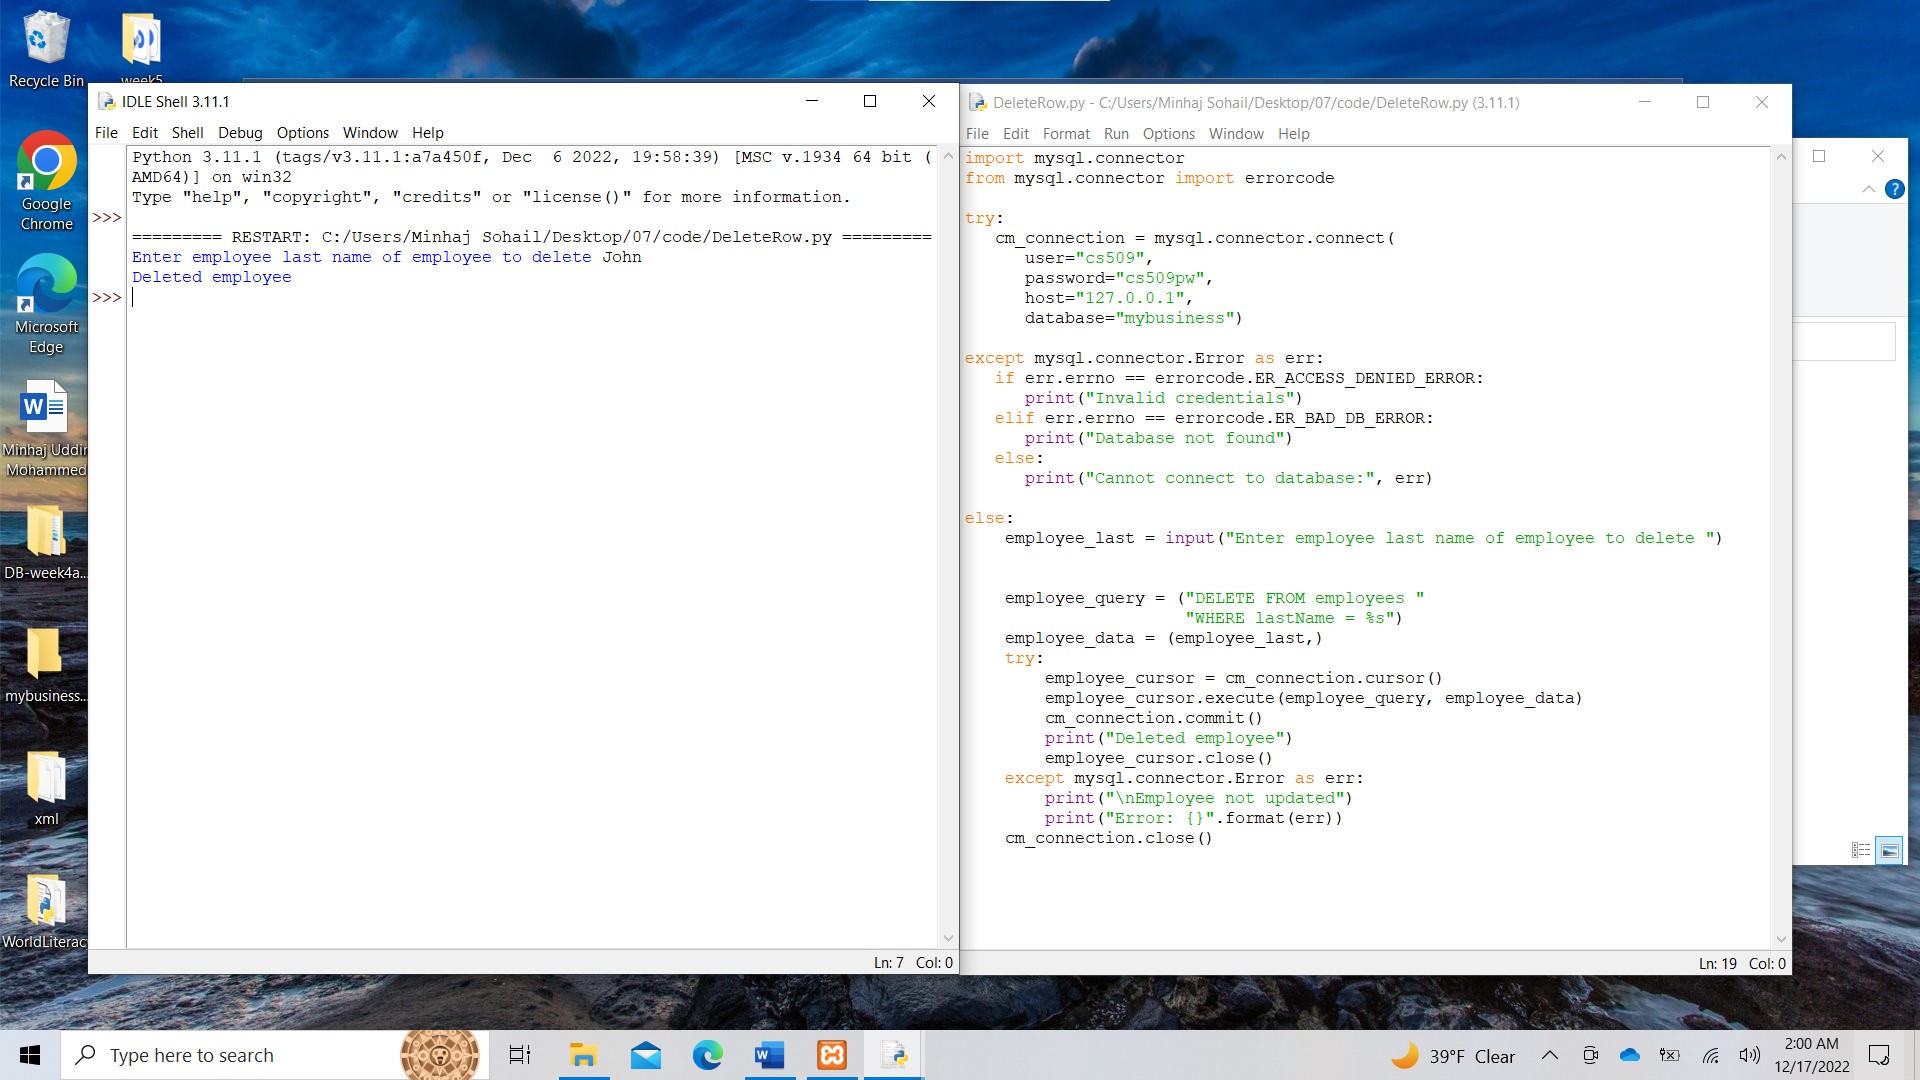 Recycle Bin
week5
Google
Chrome
Microsoft
Edge
Minhaj Uddin
Mohammed
DB-week4a...
mybusiness...
xml
WorldLiterac
IDLE Shell 3.11.1
File Edit Shell Debug Options Window Help
Python 3.11.1 (tags/v3.11.1:a7a450f, Dec  6 2022, 19:58:39) [MSC v.1934 64 bit (
AMD64)] on win32
Type "help", "copyright", "credits" or "license()" for more information.
>>>
========= RESTART: C:/Users/Minhaj Sohail/Desktop/07/code/DeleteRow.py =========
Enter employee last name of employee to delete John
Deleted employee
>>>
Ln: 7 Col: 0
DeleteRow.py - C:/Users/Minhaj Sohail/Desktop/07/code/DeleteRow.py (3.11.1)
File Edit Format Run Options Window Help
import mysql.connector
from mysql.connector import errorcode
try:
   cm_connection = mysql.connector.connect(
      user="cs509",
      password="cs509pw",
      host="127.0.0.1",
      database="mybusiness")
except mysql.connector.Error as err:
   if err.errno == errorcode.ER_ACCESS_DENIED_ERROR:
      print("Invalid credentials")
   elif err.errno == errorcode.ER_BAD_DB_ERROR:
      print("Database not found")
   else:
      print("Cannot connect to database:", err)
else:
    employee_last = input("Enter employee last name of employee to delete ")
    employee_query = ("DELETE FROM employees "
                      "WHERE lastName = %s")
    employee_data = (employee_last,)
    try:
        employee_cursor = cm_connection.cursor()
        employee_cursor.execute(employee_query, employee_data)
        cm_connection.commit()
        print("Deleted employee")
        employee_cursor.close()
    except mysql.connector.Error as err:
        print("\nEmployee not updated")
        print("Error: {}".format(err))
    cm_connection.close()
Ln: 19 Col: 0
?
Type here to search
39°F Clear
2:00 AM
12/17/2022